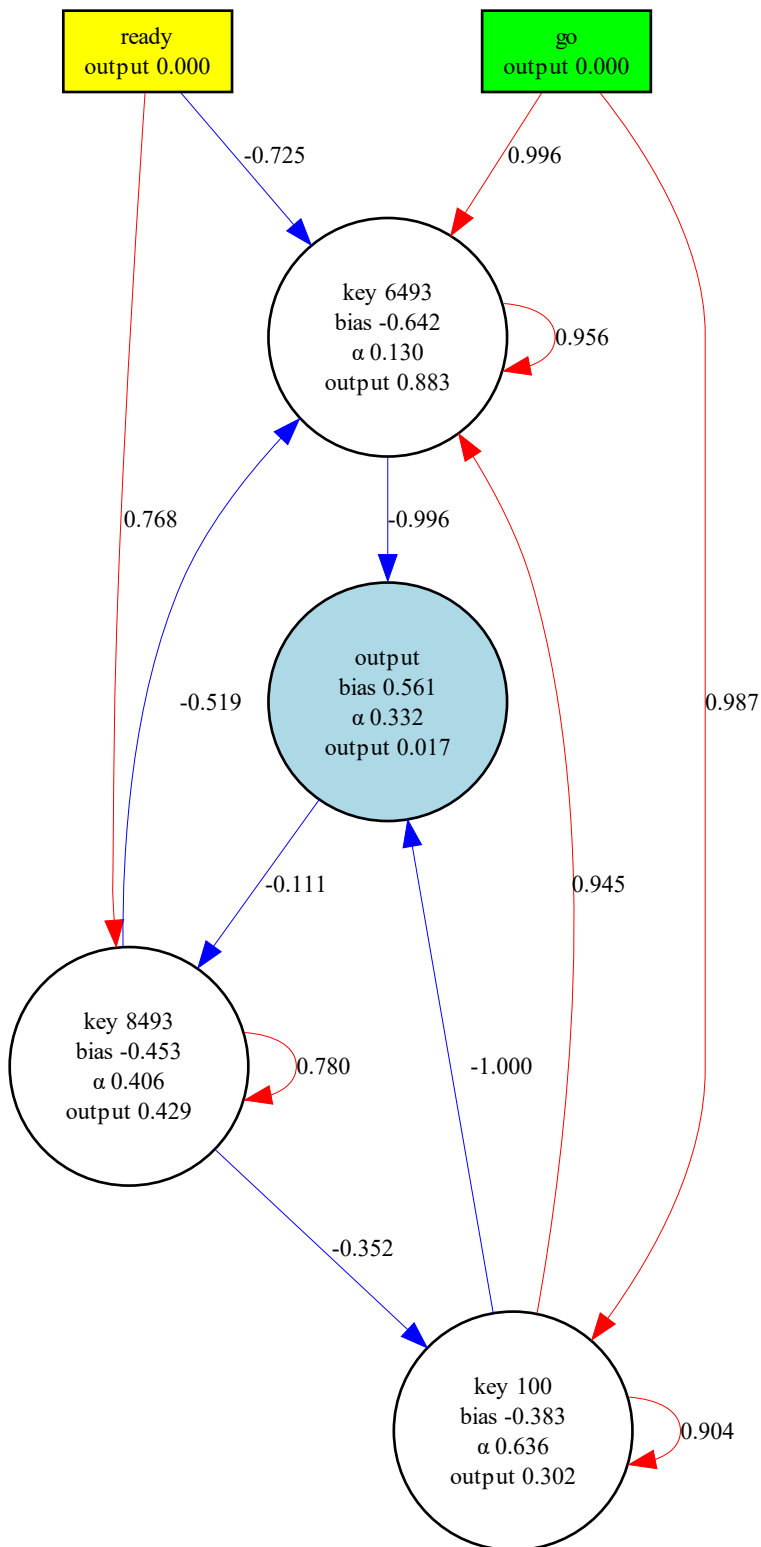 ready
output 0.000
go
output 0.000
-0.725
0.996
key 6493
bias -0.642
α 0.130
output 0.883
0.956
0.768
-0.996
output
bias 0.561
α 0.332
output 0.017
-0.519
0.987
-0.111
0.945
key 8493
bias -0.453
α 0.406
output 0.429
0.780
-1.000
-0.352
key 100
bias -0.383
α 0.636
output 0.302
0.904